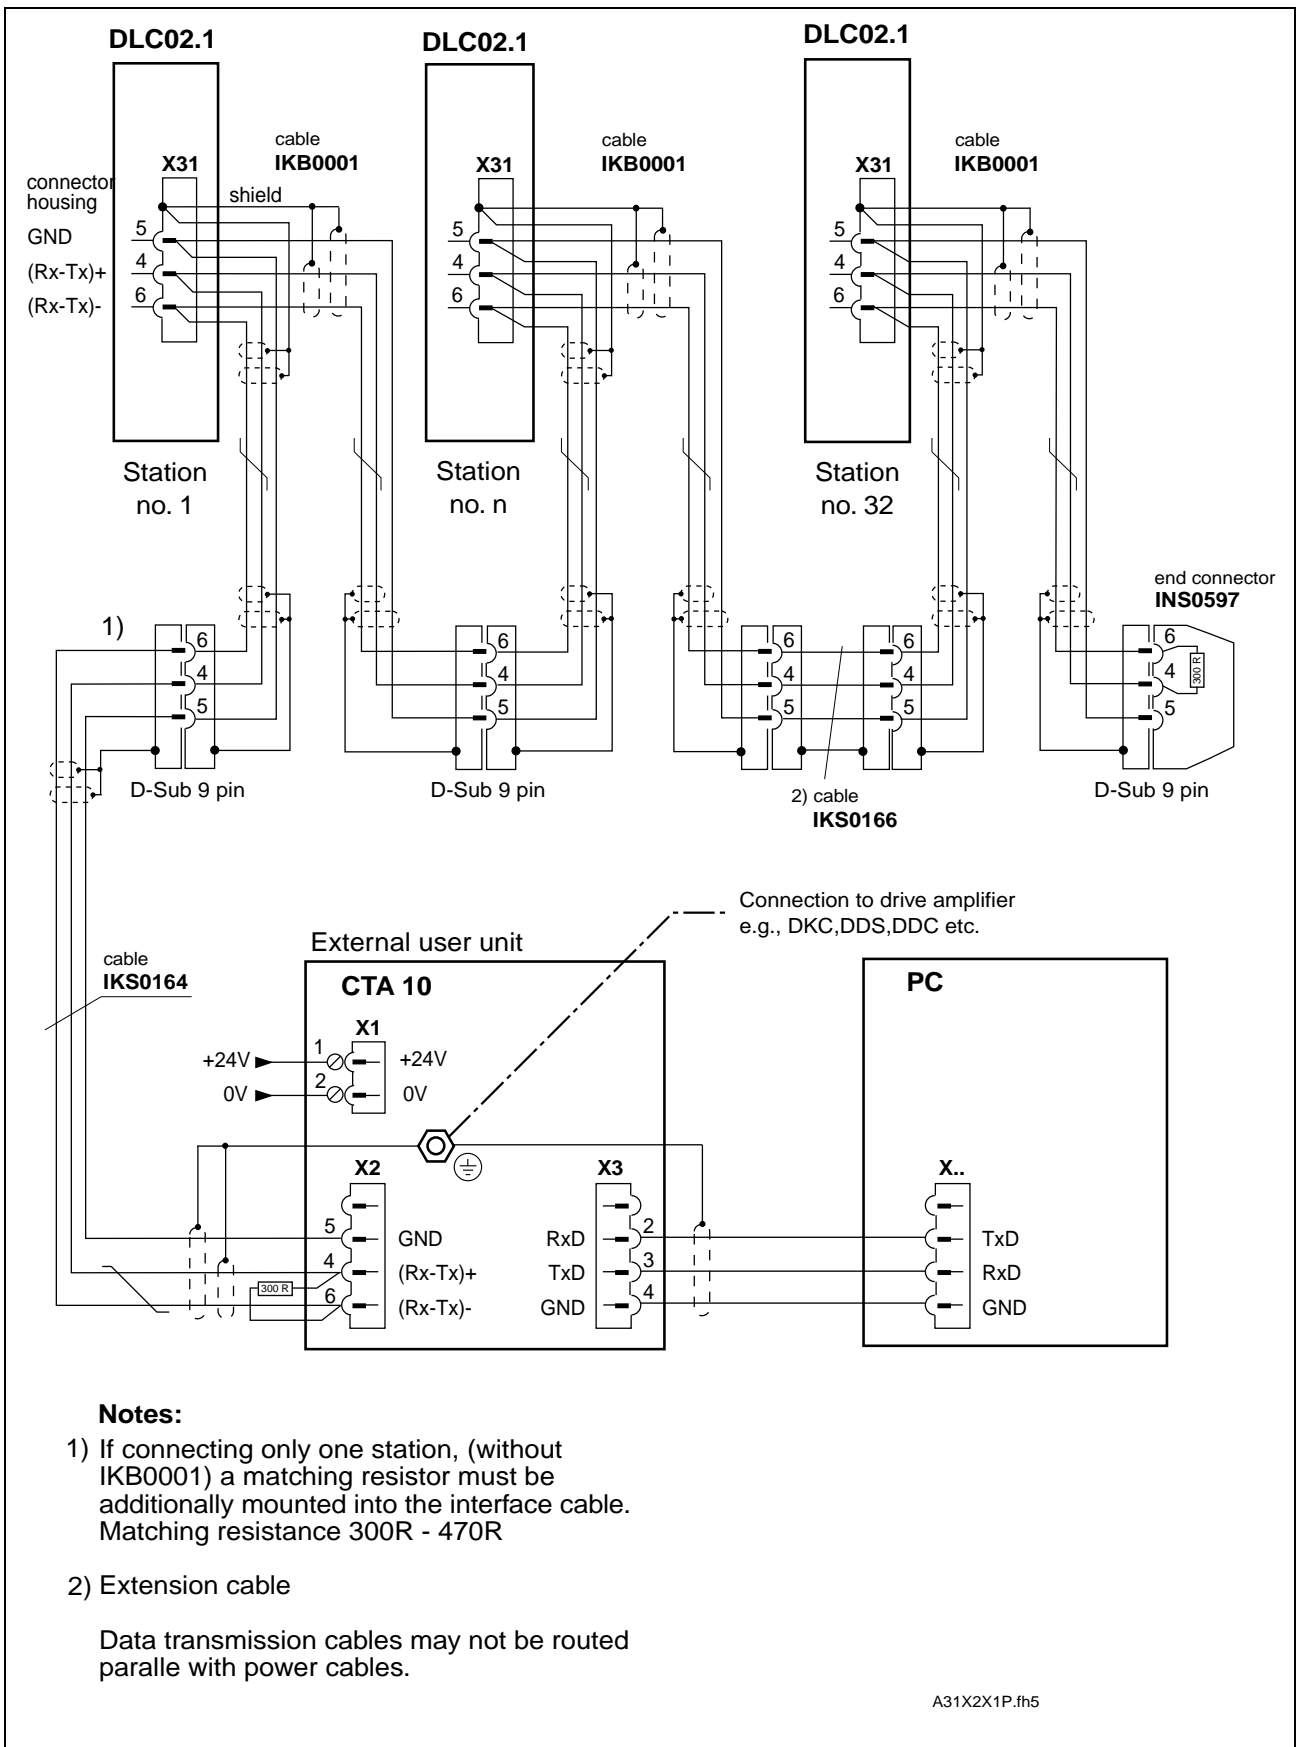 DLC02.1
DLC02.1
DLC02.1
cable
IKB0001
cable
IKB0001
cable
IKB0001
X31
X31
X31
connector
housing
shield
GND
5
5
5
(Rx-Tx)+
4
4
4
(Rx-Tx)-
6
6
6
Station
no. 1
Station
no. n
Station
no. 32
end connector
INS0597
1)
6
4
5
6
4
5
6
4
5
6
4
5
6
4
5
300 R
D-Sub 9 pin
D-Sub 9 pin
2) cable
IKS0166
D-Sub 9 pin
Connection to drive amplifier
e.g., DKC,DDS,DDC etc.
External user unit
cable
IKS0164
CTA 10
PC
X1
+24V
1
+24V
0V
2
0V
X2
X3
X..
5
GND
RxD
2
TxD
4
(Rx-Tx)+
TxD
3
RxD
300 R
6
(Rx-Tx)-
GND
4
GND
Notes:
1) If connecting only one station, (without
IKB0001) a matching resistor must be
additionally mounted into the interface cable.
Matching resistance 300R - 470R
2) Extension cable
Data transmission cables may not be routed
paralle with power cables.
A31X2X1P.fh5